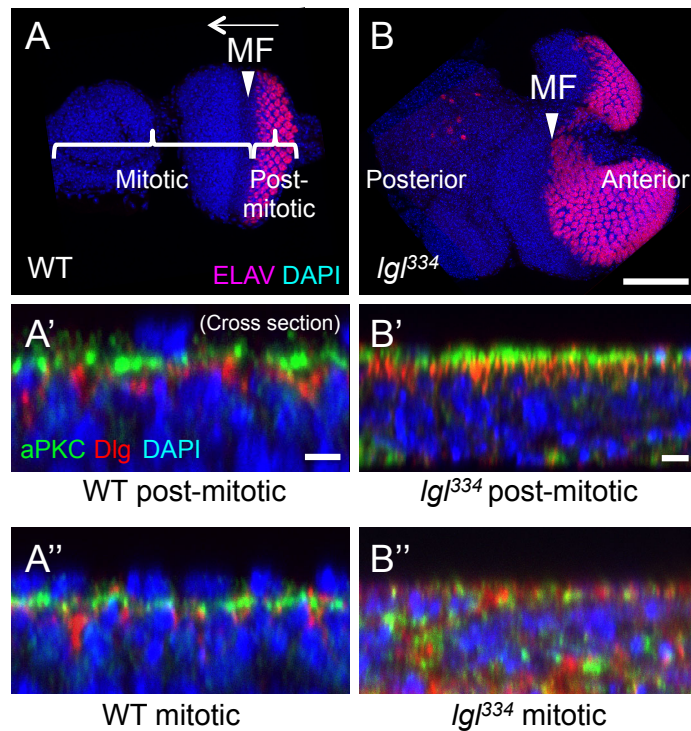 A
MF
Mitotic
Post-
mitotic
WT
ELAV DAPI
B
MF
Posterior
Anterior
lgl334
A'
(Cross section)
aPKC Dlg DAPI
WT post-mitotic
B'
lgl334 post-mitotic
A''
WT mitotic
B''
lgl334 mitotic